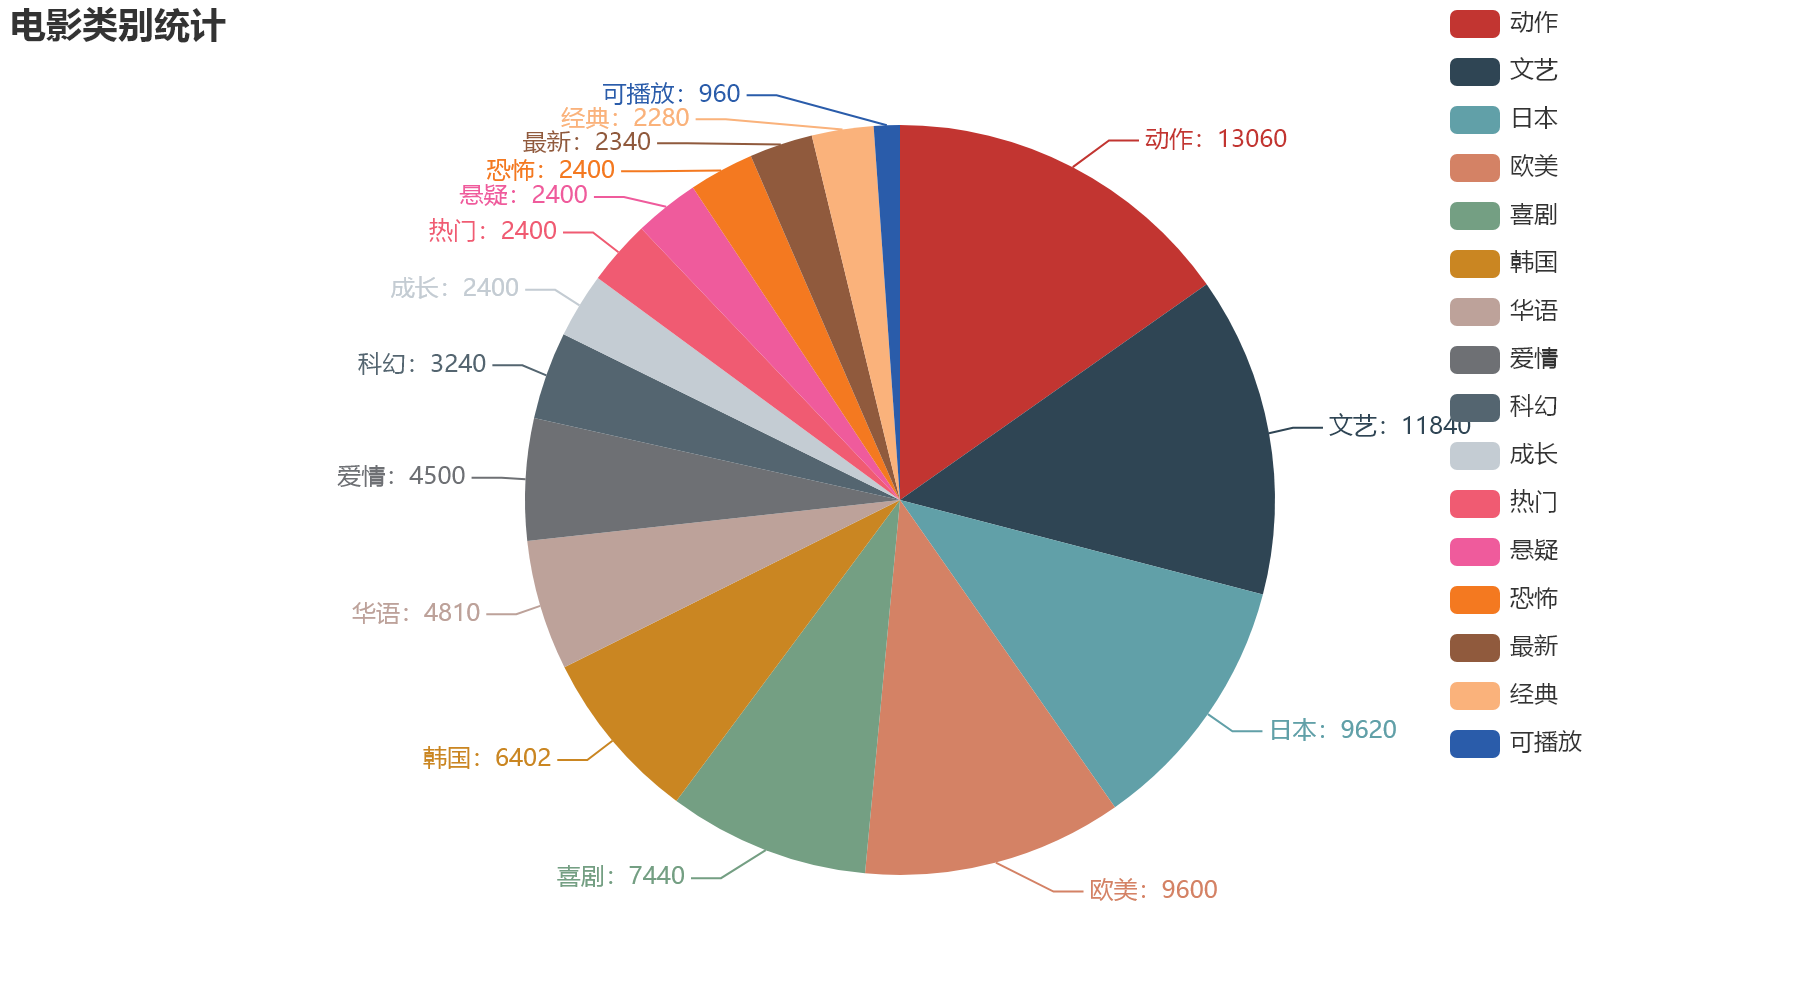 电影类别统计
可播放：960
经典：2280
最新：2340
恐怖：2400
悬疑：2400
热门：2400
成长：2400
科幻：3240
爱情：4500
华语：4810
韩国：6402
喜剧：7440
动作：13060
文艺：11840
日本：9620
欧美：9600
动作
文艺
日本
欧美
喜剧
韩国
华语
爱情
科幻
成长
热门
悬疑
恐怖
最新
经典
可播放